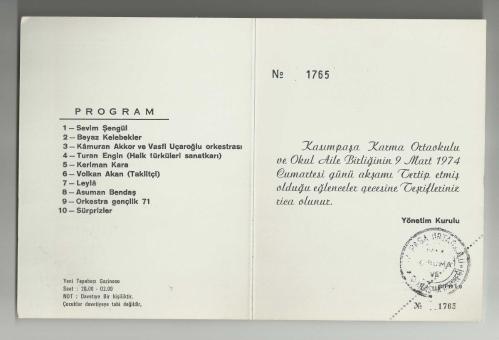 PROGRAM
1 — Sevim Şengül
2 — Beyaz Kelebekler
3 — Kâmuran Akkor ve Vasfi Uçaroğlu orkestrası
4 — Turan Engin (Halk türküleri sanatkarı)
5 — Keriman Kara
6 — Volkan Akan (Taklitçi)
7 — Leylâ
8 — Asuman Bendaş
9 — Orkestra gençlik 71
10 — Sürprizler
Yeni Tepebaşı Gazinosu
Saat : 20.00 - 02.00
NOT : Davetiye Bir kişiliktir.
Çocuklar davetiyeye tabi değildir.
№ 1765
Kasımpaşa Karma Ortaokulu
ve Okul Aile Birliğinin 9 Mart 1974
Cumartesi günü akşamı Tertip etmiş
olduğu eğlenceler gecesine Teşrifleriniz
rica olunur.
Yönetim Kurulu
№ 1765